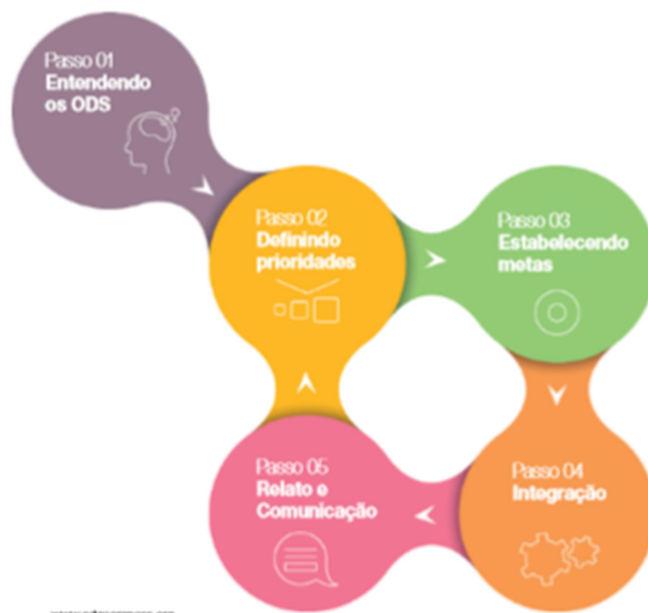 Passo 01
Entendendo
os ODS
Passo 02
Definindo
prioridades
Passo 03
Estabelecendo
metas
Passo 04
Integração
Passo 05
Relato e
Comunicação